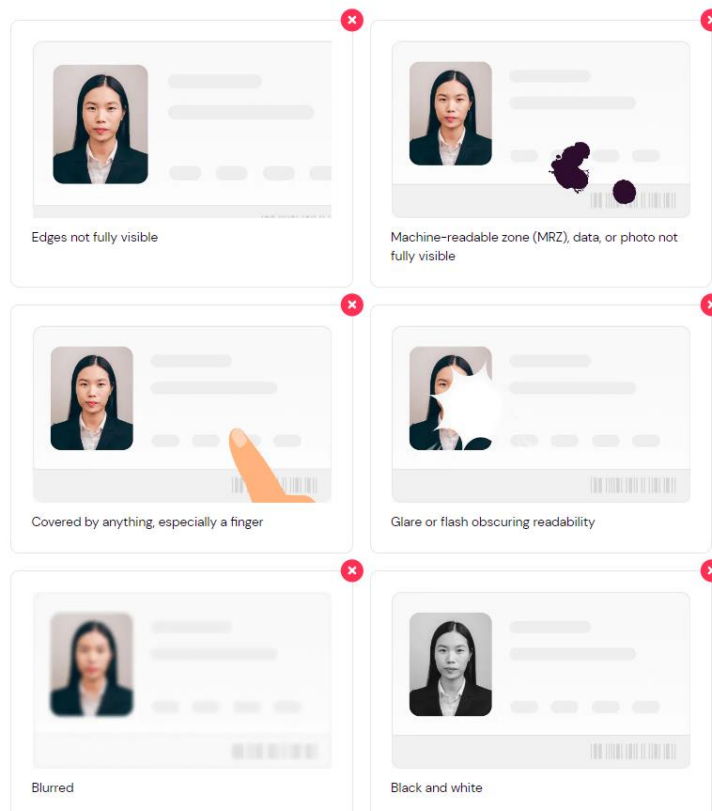 Edges not fully visible
Machine-readable zone (MRZ), data, or photo not
fully visible
Covered by anything, especially a finger
Glare or flash obscuring readability
Blurred
Black and white